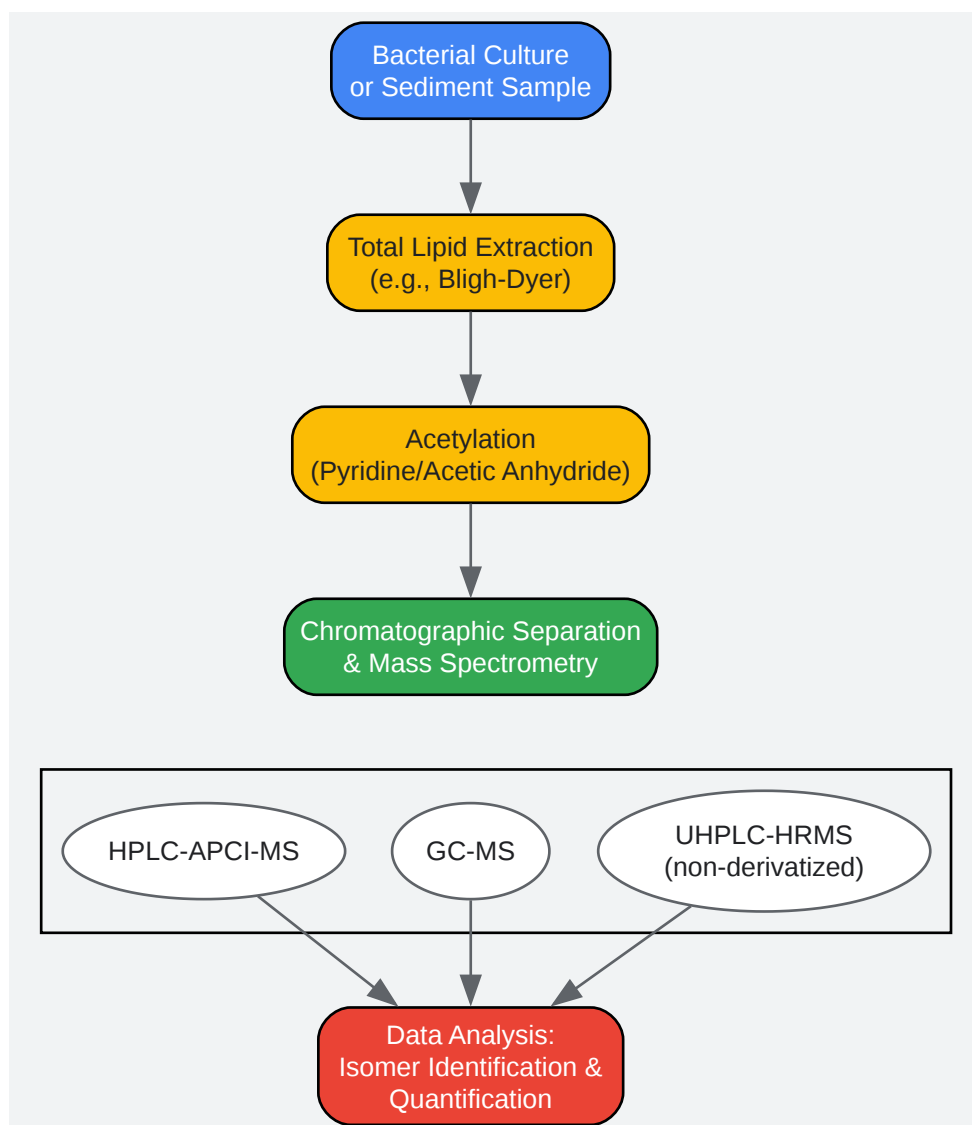 Bacterial Culture
or Sediment Sample
Total Lipid Extraction
(e.g., Bligh-Dyer)
Acetylation
(Pyridine/Acetic Anhydride)
Chromatographic Separation
& Mass Spectrometry
HPLC-APCI-MS
GC-MS
UHPLC-HRMS
(non-derivatized)
Data Analysis:
Isomer Identification &
Quantification